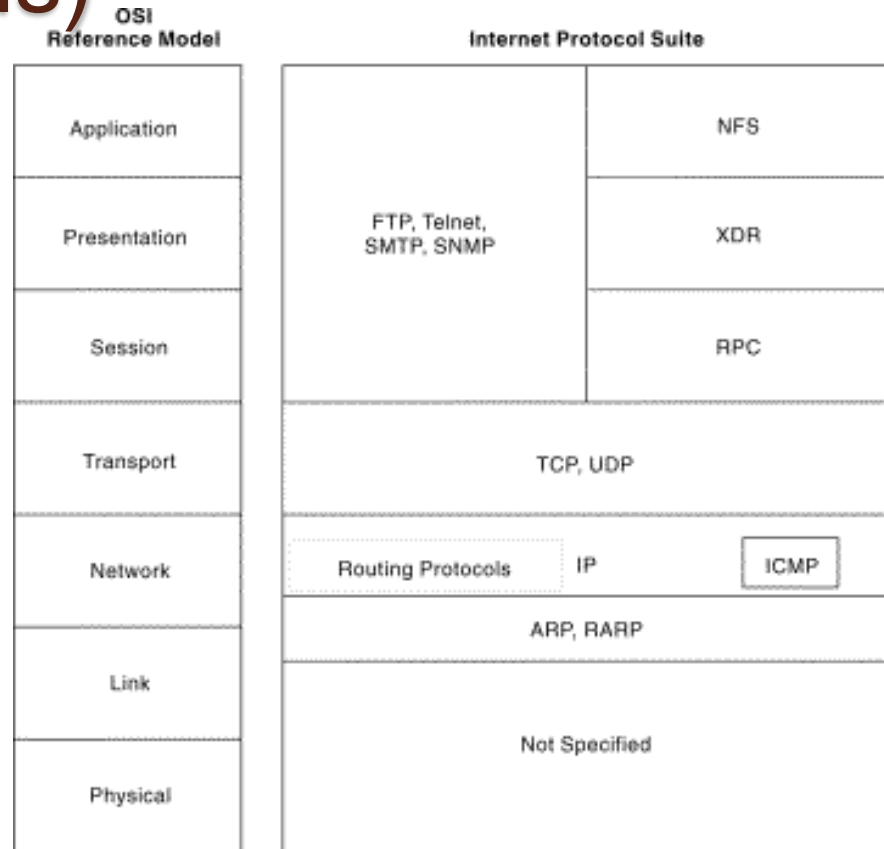 OSI
Reference Model
Internet Protocol Suite
Application
Presentation
Session
Transport
Network
Link
Physical
FTP, Telnet,
SMTP, SNMP
NFS
XDR
RPC
TCP, UDP
Routing Protocols
IP
ICMP
ARP, RARP
Not Specified